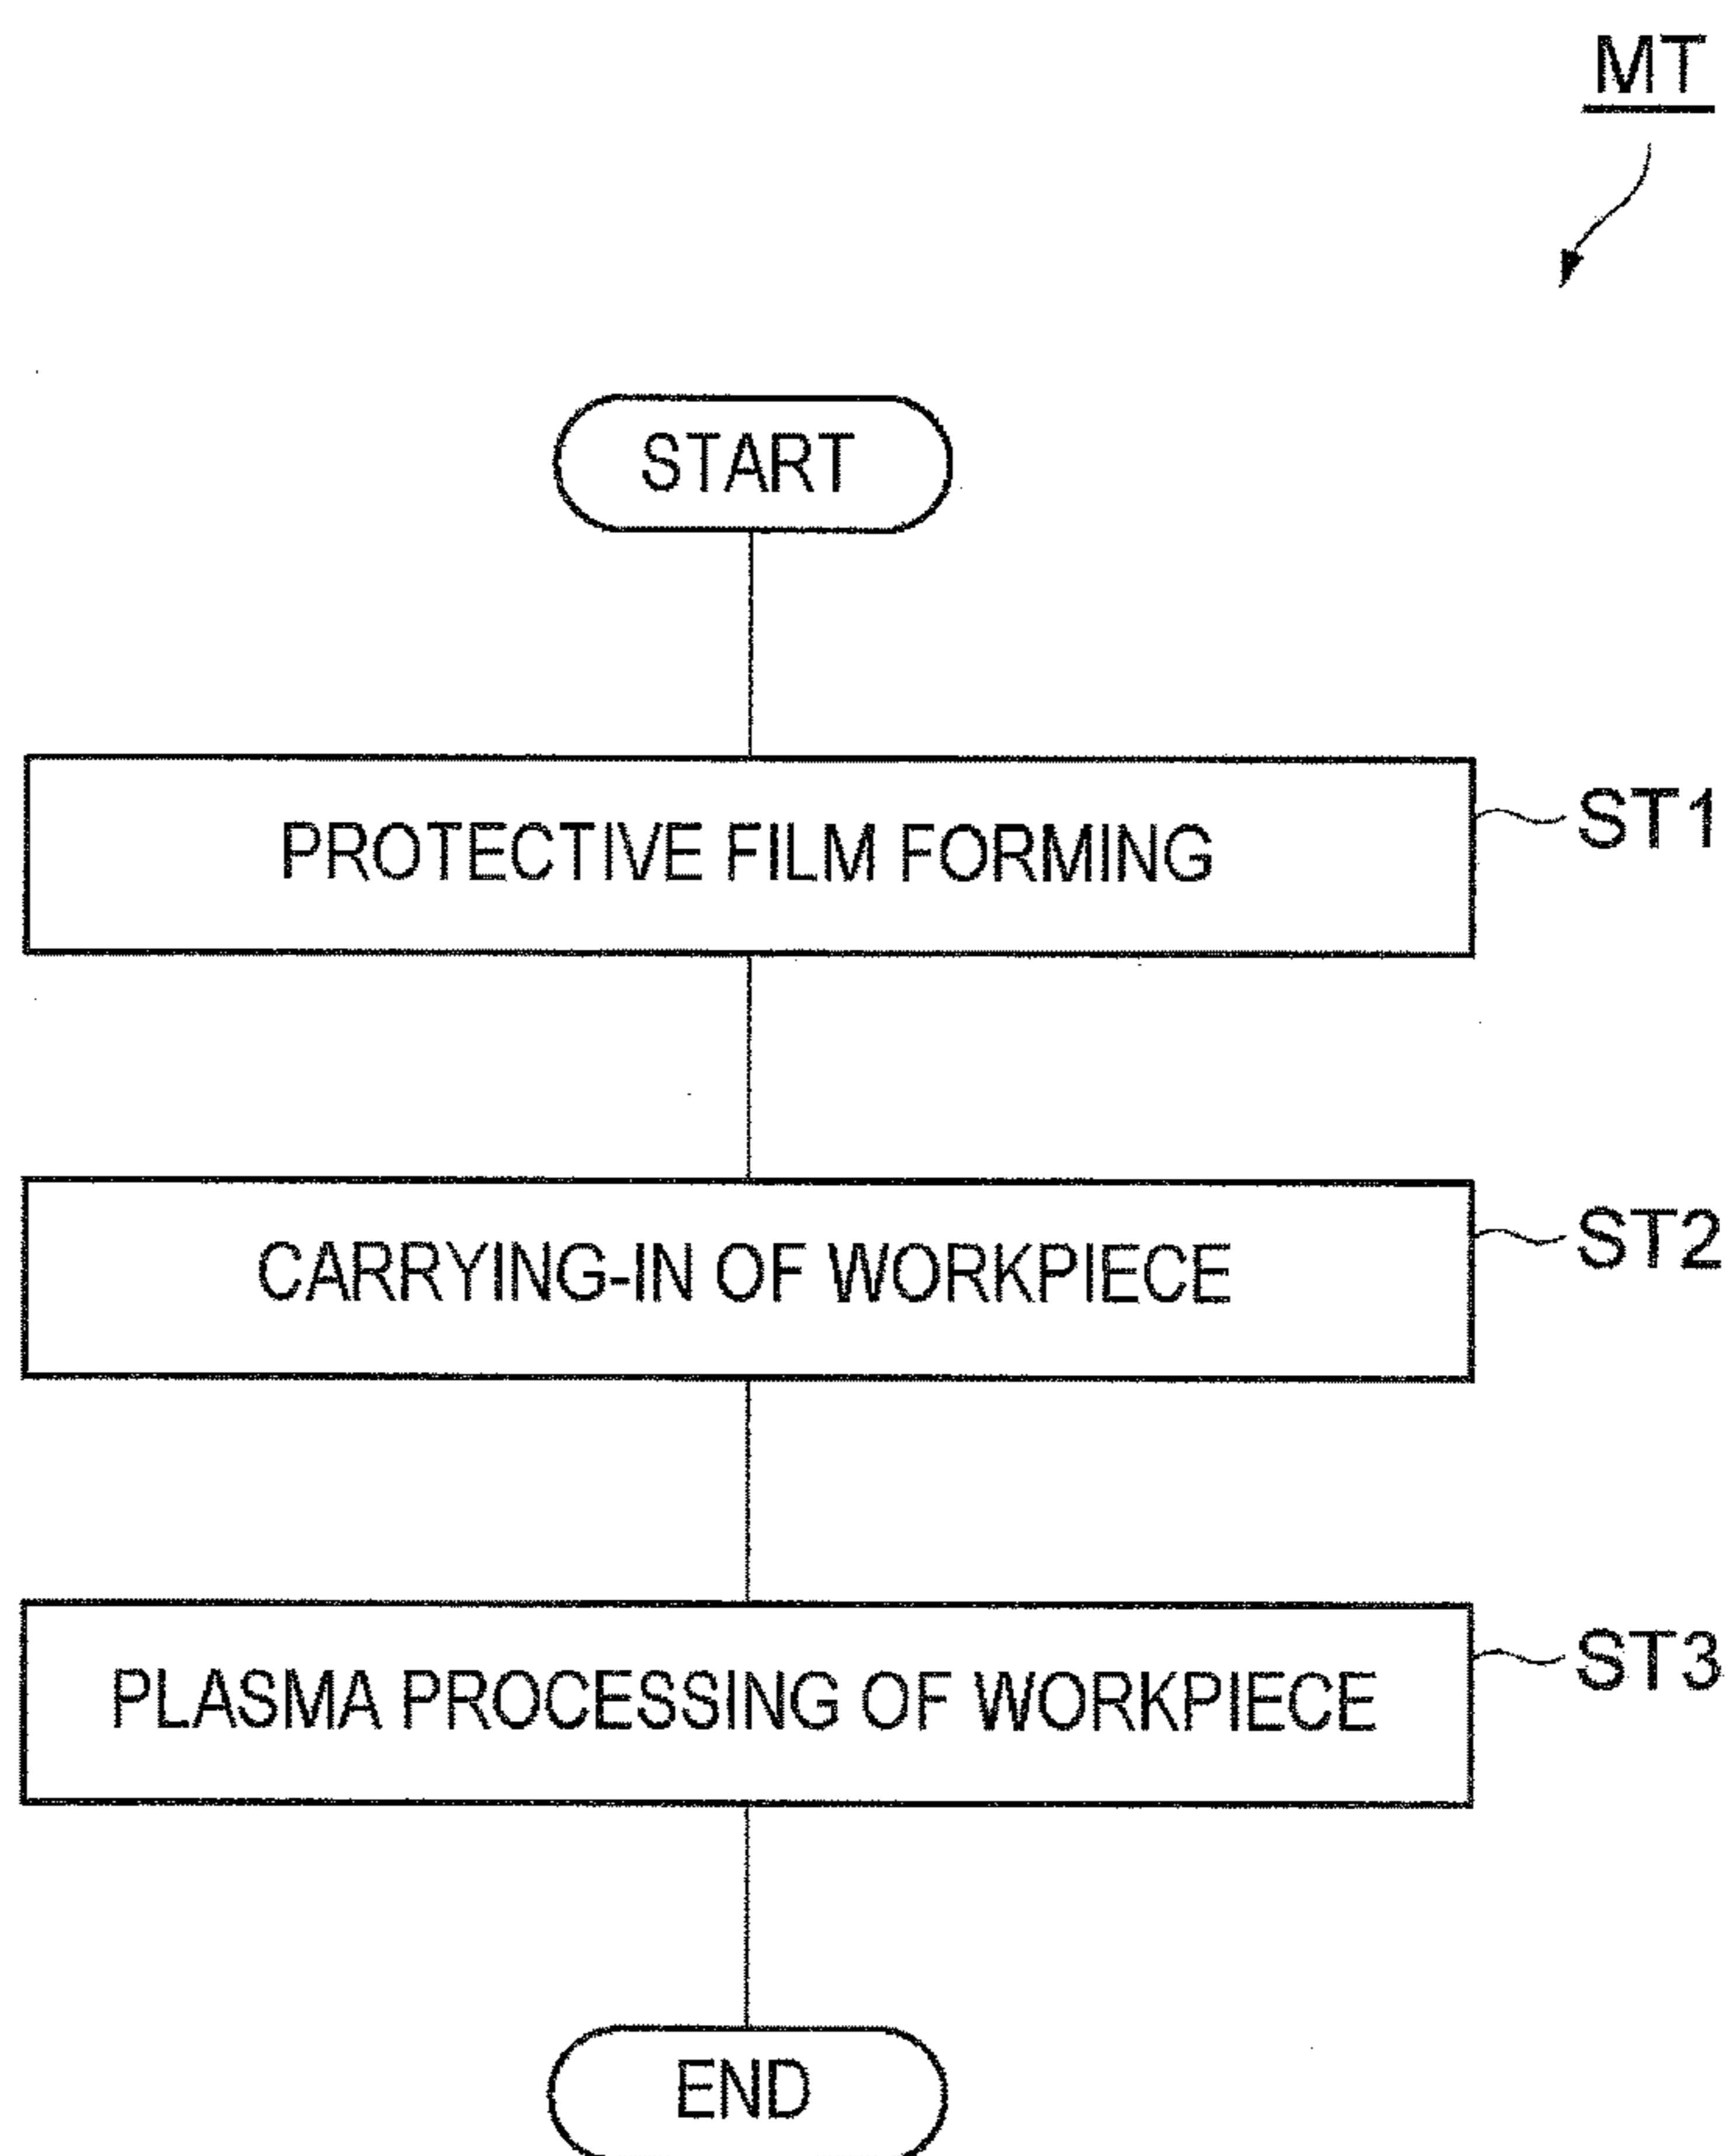 MT
START
PROTECTIVE FILM FORMING
ST1
CARRYING-IN OF WORKPIECE
ST2
PLASMA PROCESSING OF WORKPIECE
ST3
END